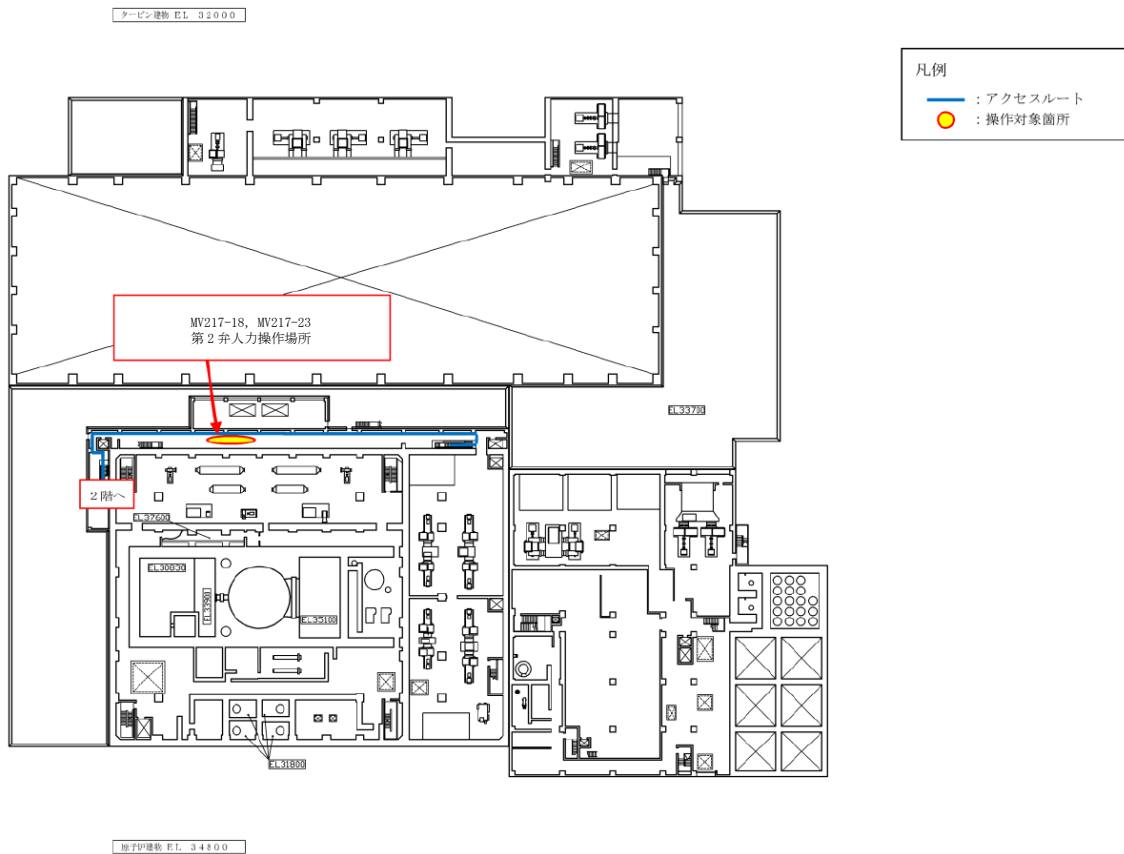 タービン建物 EL 32000
凡例
：アクセスルート
：操作対象箇所
MV217-18, MV217-23
第2弁人力操作場所
EL33700
2階へ
EL37600
EL30830
EL33900
EL35100
EL31800
原子炉建物 EL 34800